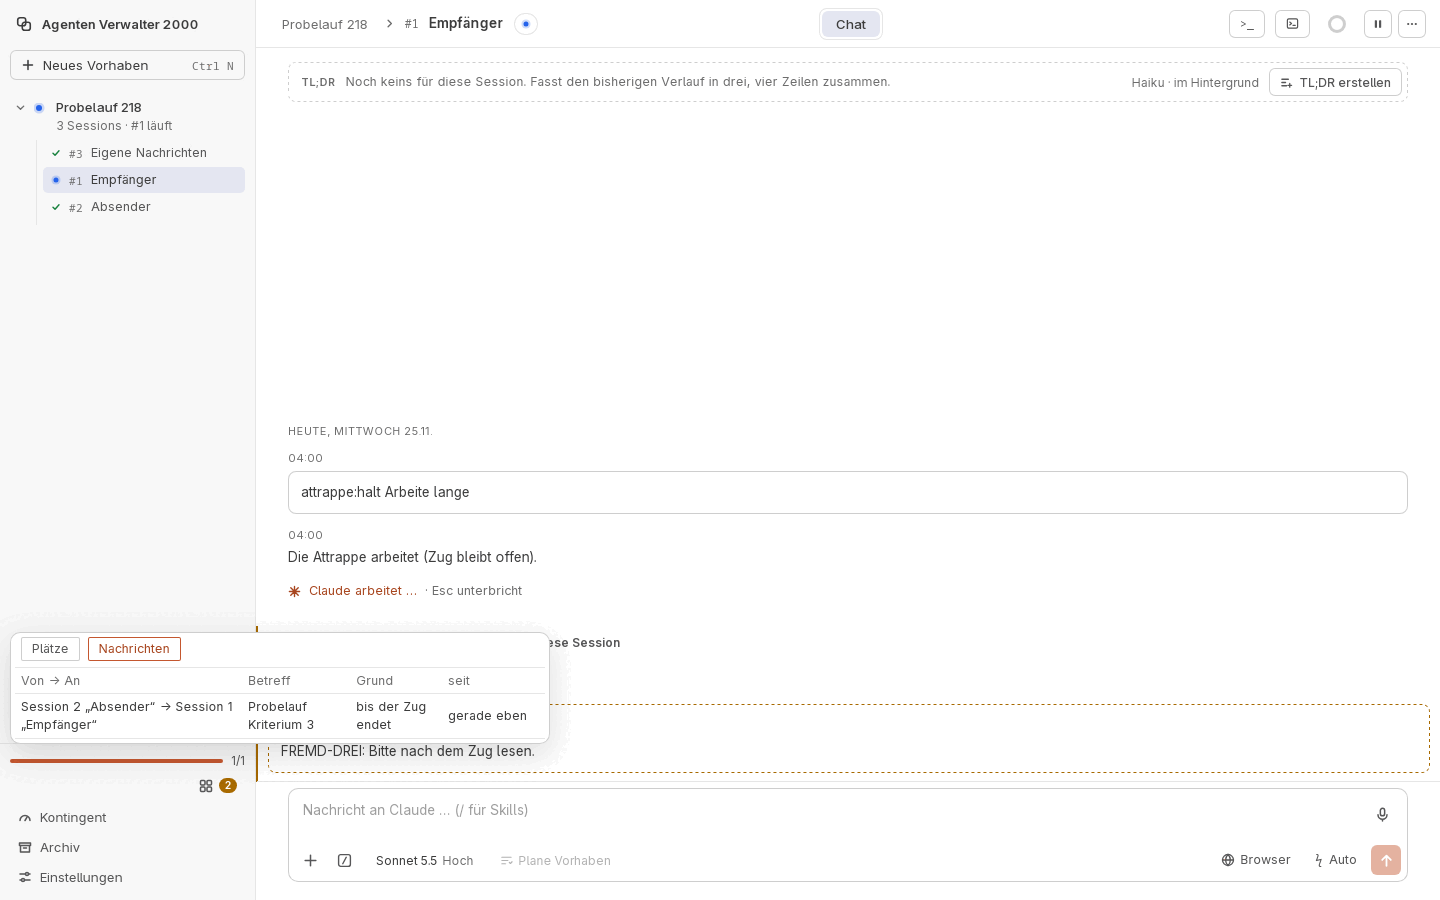 Agenten Verwalter 2000
Neues Vorhaben Ctrl N
Probelauf 218
3 Sessions · #1 läuft
#3 Eigene Nachrichten
#1 Empfänger
#2 Absender
Probelauf 218 > #1 Empfänger
Chat
>_
TL;DR Noch keins für diese Session. Fasst den bisherigen Verlauf in drei, vier Zeilen zusammen.
Haiku · im Hintergrund TL;DR erstellen
HEUTE, MITTWOCH 25.11.
04:00
attrappe:halt Arbeite lange
04:00
Die Attrappe arbeitet (Zug bleibt offen).
Claude arbeitet … · Esc unterbricht
ese Session
Plätze Nachrichten
Von → An Betreff Grund seit
Session 2 „Absender“ → Session 1 „Empfänger“
Probelauf Kriterium 3
bis der Zug endet
gerade eben
FREMD-DREI: Bitte nach dem Zug lesen.
1/1
2
Kontingent
Archiv
Einstellungen
Nachricht an Claude … (/ für Skills)
Sonnet 5.5 Hoch Plane Vorhaben
Browser Auto